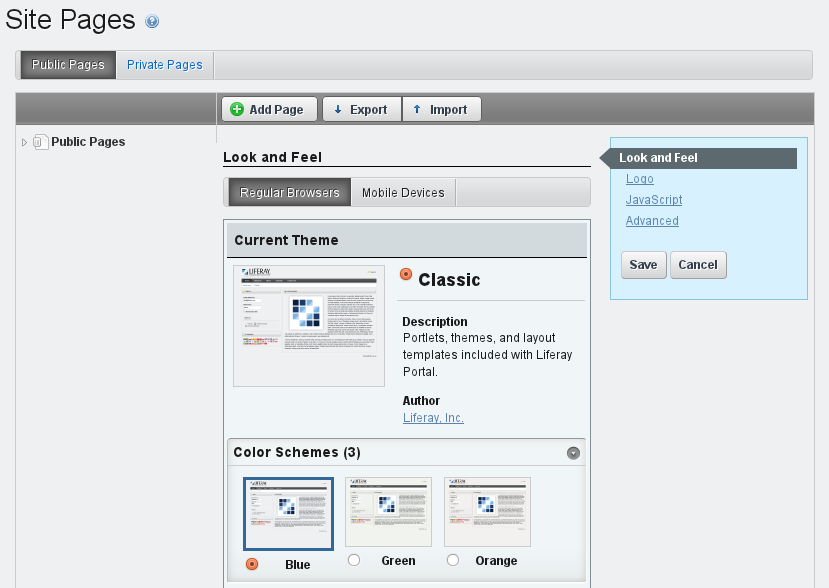 Site Pages
Public Pages Private Pages
Add Page Export Import
Public Pages
Look and Feel
Regular Browsers Mobile Devices
Current Theme
LIFERAY
Classic
Description
Portlets, themes, and layout
templates included with Liferay
Portal.
Author
Liferay, Inc.
Color Schemes (3)
Blue Green Orange
Look and Feel
Logo
JavaScript
Advanced
Save Cancel